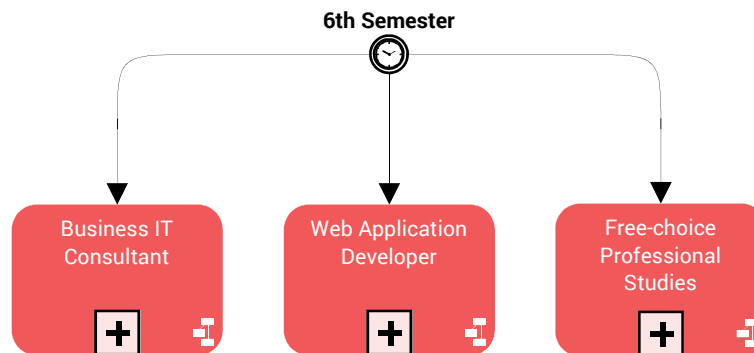 6th Semester
Business IT
Consultant
Web Application
Developer
Free-choice
Professional
Studies